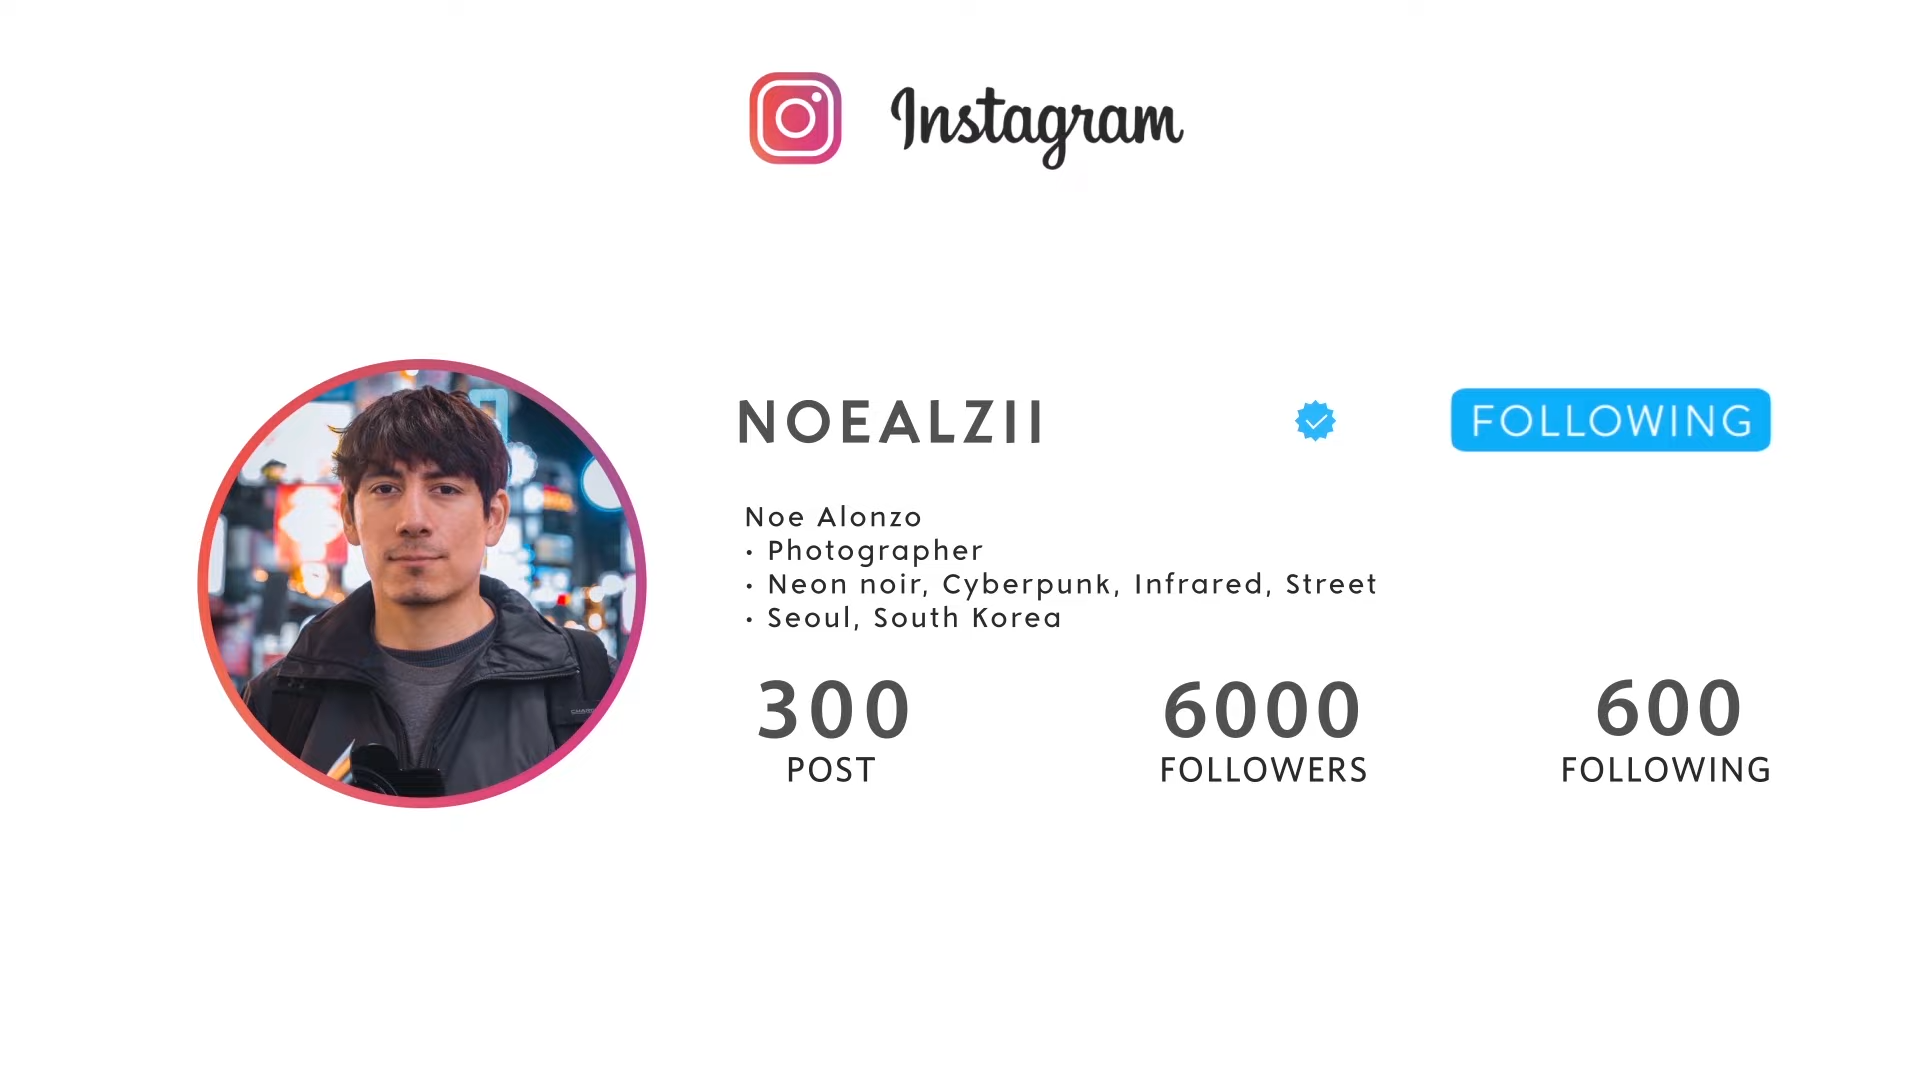 Instagram
NOEALZII
FOLLOWING
Noe Alonzo
• Photographer
• Neon noir, Cyberpunk, Infrared, Street
• Seoul, South Korea
300
POST
6000
FOLLOWERS
600
FOLLOWING